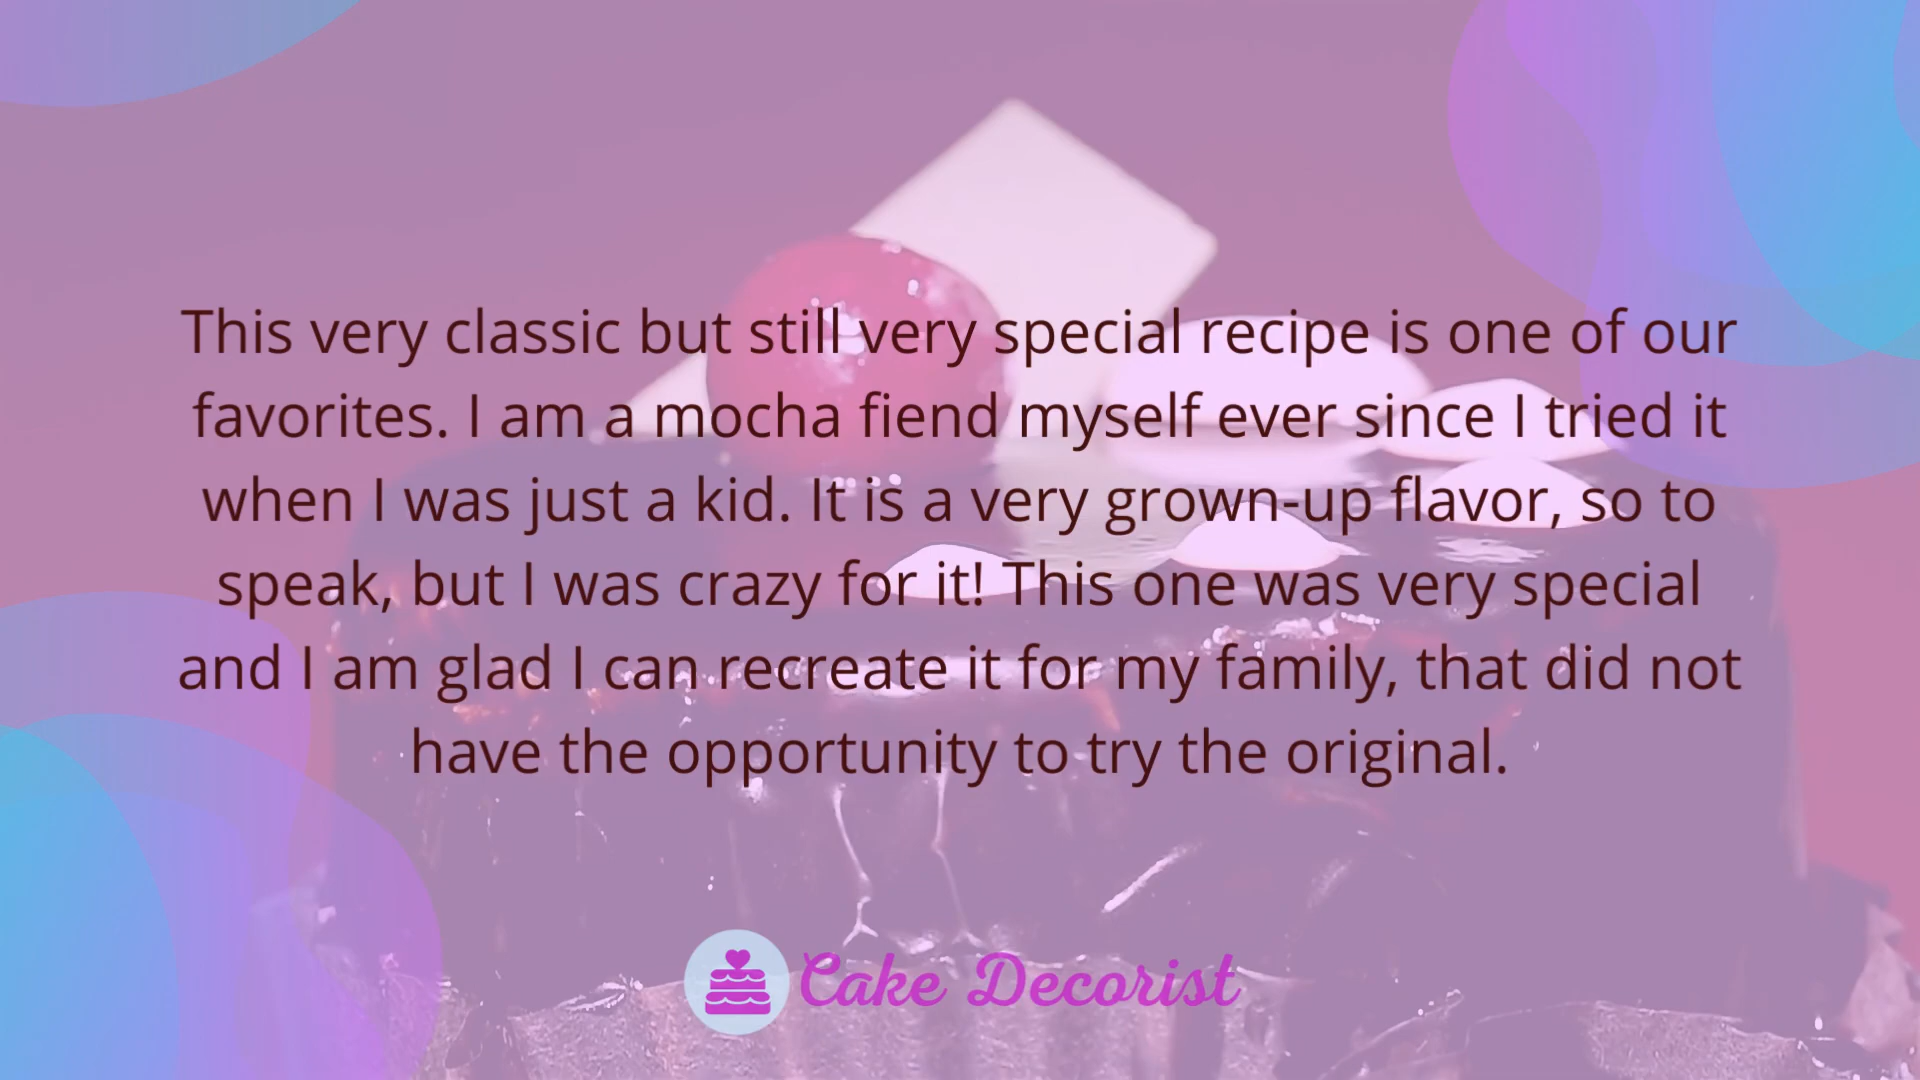 This very classic but still very special recipe is one of our
favorites. I am a mocha fiend myself ever since I tried it
when I was just a kid. It is a very grown-up flavor, so to
speak, but I was crazy for it! This one was very special
and I am glad I can recreate it for my family, that did not
have the opportunity to try the original.
Cake Decorist